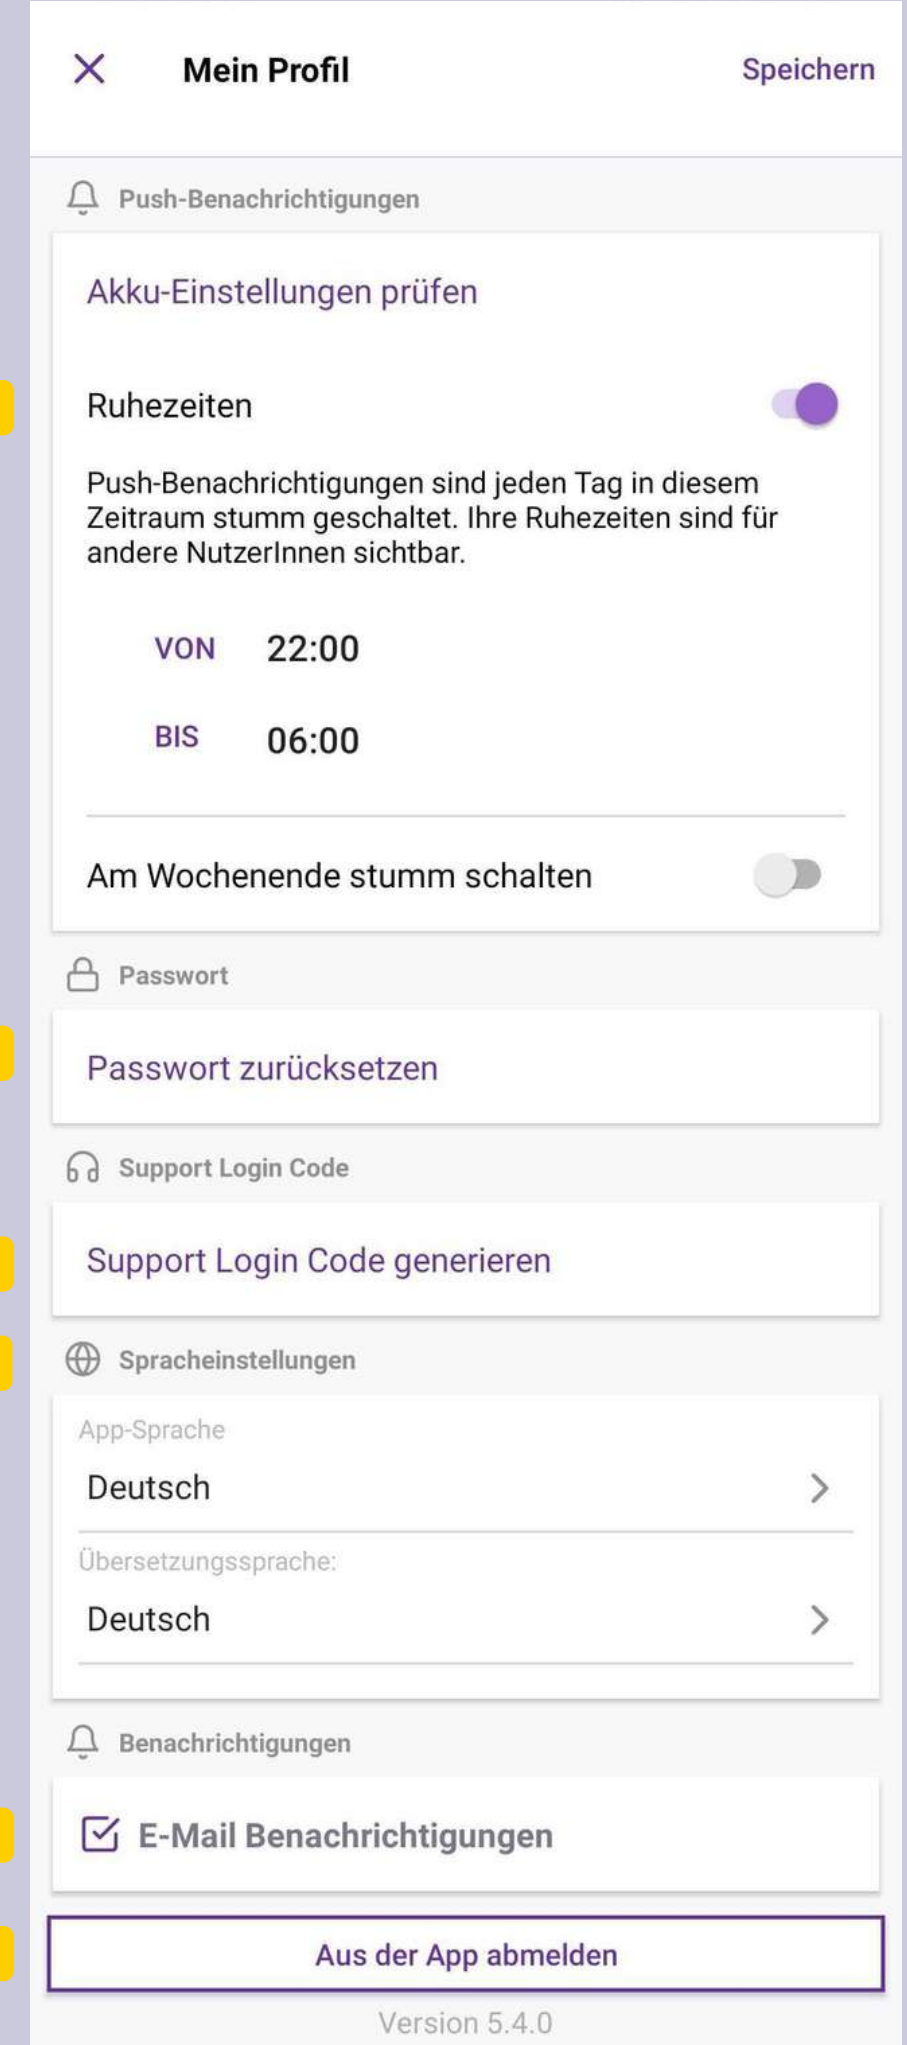 Mein Profil
Speichern
Push-Benachrichtigungen
Akku-Einstellungen prüfen
Ruhezeiten
Push-Benachrichtigungen sind jeden Tag in diesem
Zeitraum stumm geschaltet. Ihre Ruhezeiten sind für
andere NutzerInnen sichtbar.
VON 22:00
BIS 06:00
Am Wochenende stumm schalten
Passwort
Passwort zurücksetzen
Support Login Code
Support Login Code generieren
Spracheinstellungen
App-Sprache
Deutsch
Übersetzungssprache:
Deutsch
Benachrichtigungen
E-Mail Benachrichtigungen
Aus der App abmelden
Version 5.4.0